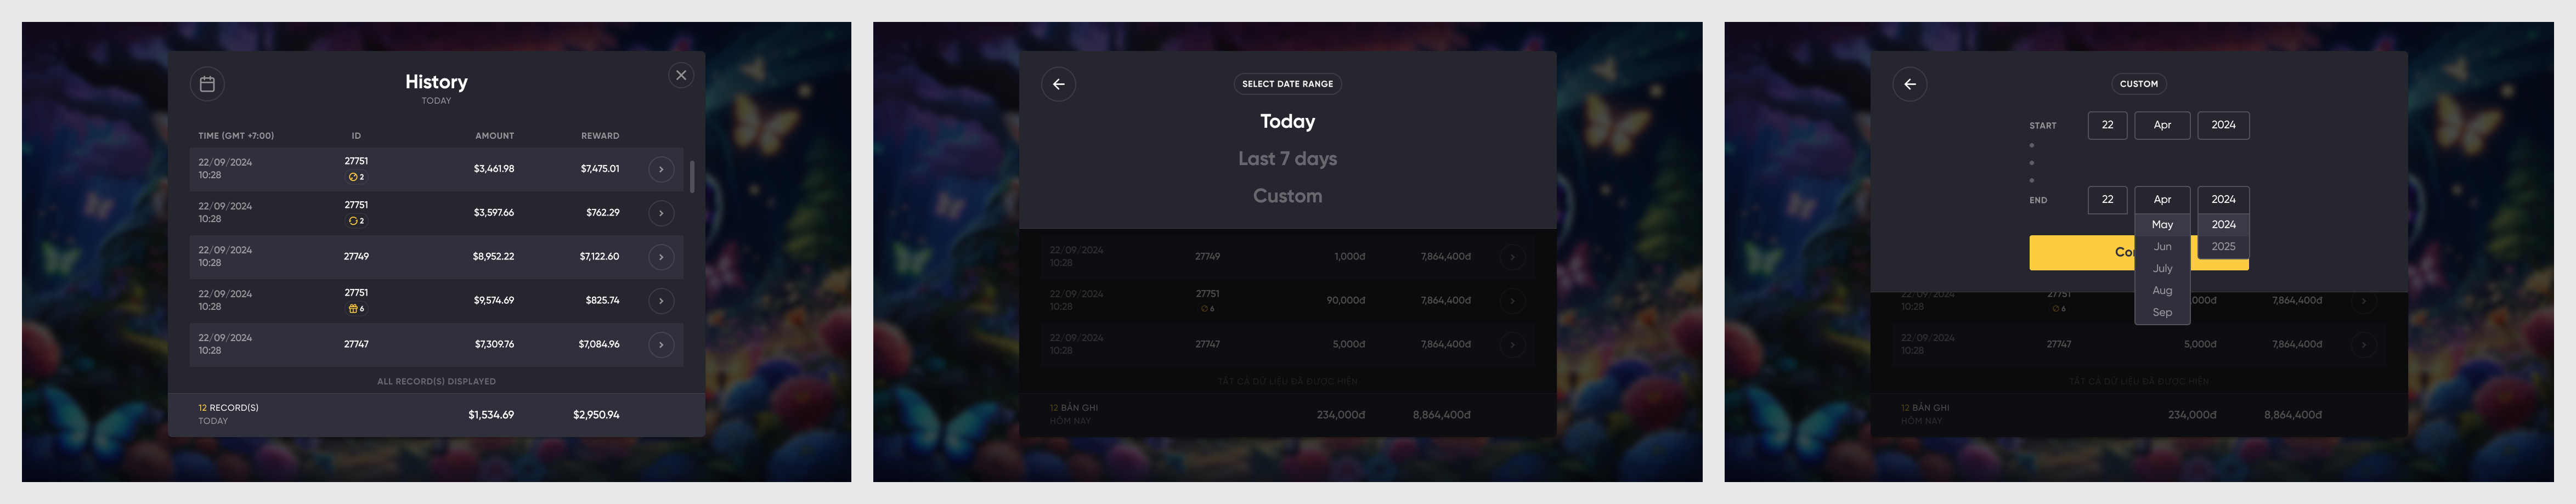 History
TODAY
TIME (GMT +7:00) ID AMOUNT REWARD
22/09/2024 10:28 27751 2 $3,461.98 $7,475.01
22/09/2024 10:28 27751 2 $3,597.66 $762.29
22/09/2024 10:28 27749 $8,952.22 $7,122.60
22/09/2024 10:28 27751 6 $9,574.69 $825.74
22/09/2024 10:28 27747 $7,309.76 $7,084.96
ALL RECORD(S) DISPLAYED
12 RECORD(S) $1,534.69 $2,950.94
TODAY
SELECT DATE RANGE
Today
Last 7 days
Custom
22/09/2024 10:28 27749 1,000đ 7,864,400đ
22/09/2024 10:28 27751 6 90,000đ 7,864,400đ
22/09/2024 10:28 27747 5,000đ 7,864,400đ
TẤT CẢ DỮ LIỆU ĐÃ ĐƯỢC HIỆN
12 BẢN GHI 234,000đ 8,864,400đ
HÔM NAY
CUSTOM
START 22 Apr 2024
END 22 Apr 2024
May 2024
Jun 2025
July
Aug
Sep
22/09/2024 10:28 27751 6 7,864,400đ
22/09/2024 10:28 27747 5,000đ 7,864,400đ
TẤT CẢ DỮ LIỆU ĐÃ ĐƯỢC HIỆN
12 BẢN GHI 234,000đ 8,864,400đ
HÔM NAY